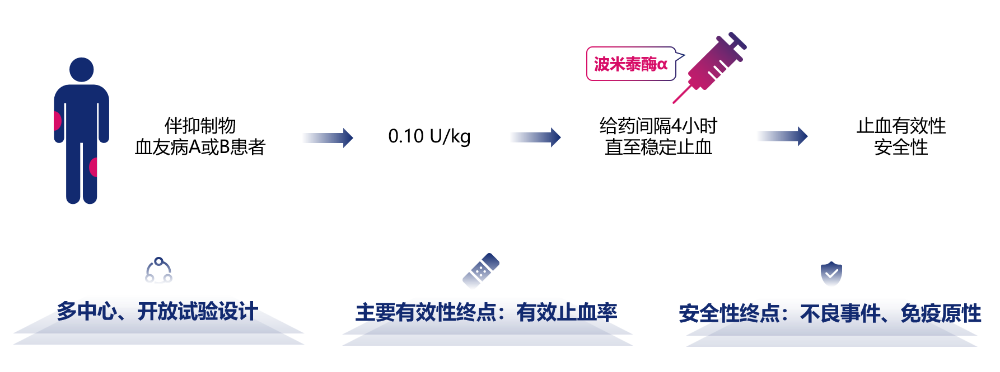 波米泰酶α
伴抑制物
血友病A或B患者
0.10 U/kg
给药间隔4小时
直至稳定止血
止血有效性
安全性
多中心、开放试验设计
主要有效性终点：有效止血率
安全性终点：不良事件、免疫原性